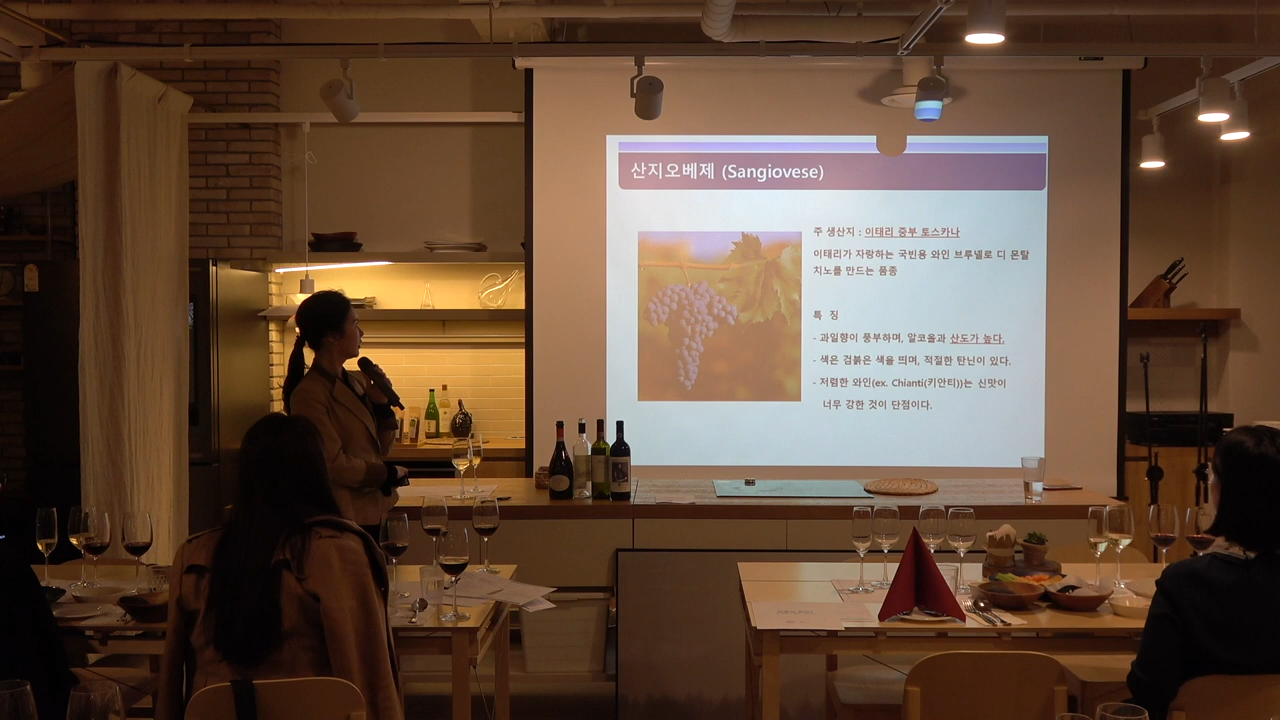 산지오베제 (Sangiovese)
주 생산지 : 이태리 중부 토스카나
이태리가 자랑하는 국빈용 와인 브루넬로 디 몬탈
치노를 만드는 품종
특 징
- 과일향이 풍부하며, 알코올과 산도가 높다.
- 색은 검붉은 색을 띄며, 적절한 탄닌이 있다.
- 저렴한 와인(ex. Chianti(키안티))는 신맛이
너무 강한 것이 단점이다.